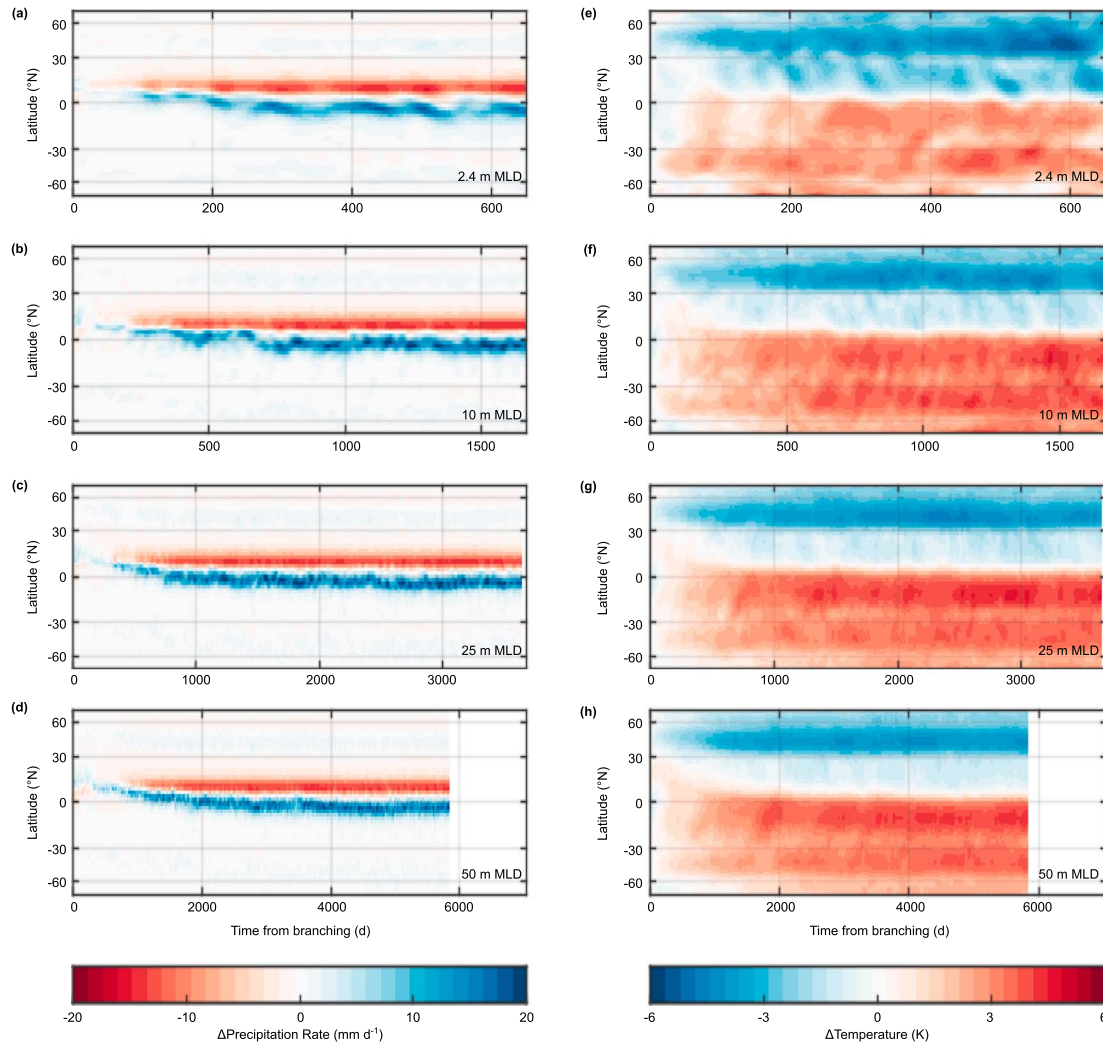 (a)
60
30
0
-30
-60
Latitude (°N)
2.4 m MLD
0 200 400 600
(e)
60
30
0
-30
-60
Latitude (°N)
2.4 m MLD
0 200 400 600
(b)
60
30
0
-30
-60
Latitude (°N)
10 m MLD
0 500 1000 1500
(f)
60
30
0
-30
-60
Latitude (°N)
10 m MLD
0 500 1000 1500
(c)
60
30
0
-30
-60
Latitude (°N)
25 m MLD
0 1000 2000 3000
(g)
60
30
0
-30
-60
Latitude (°N)
25 m MLD
0 1000 2000 3000
(d)
60
30
0
-30
-60
Latitude (°N)
50 m MLD
0 2000 4000 6000
Time from branching (d)
(h)
60
30
0
-30
-60
Latitude (°N)
50 m MLD
0 2000 4000 6000
Time from branching (d)
-20 -10 0 10 20
ΔPrecipitation Rate (mm d⁻¹)
-6 -3 0 3 6
ΔTemperature (K)